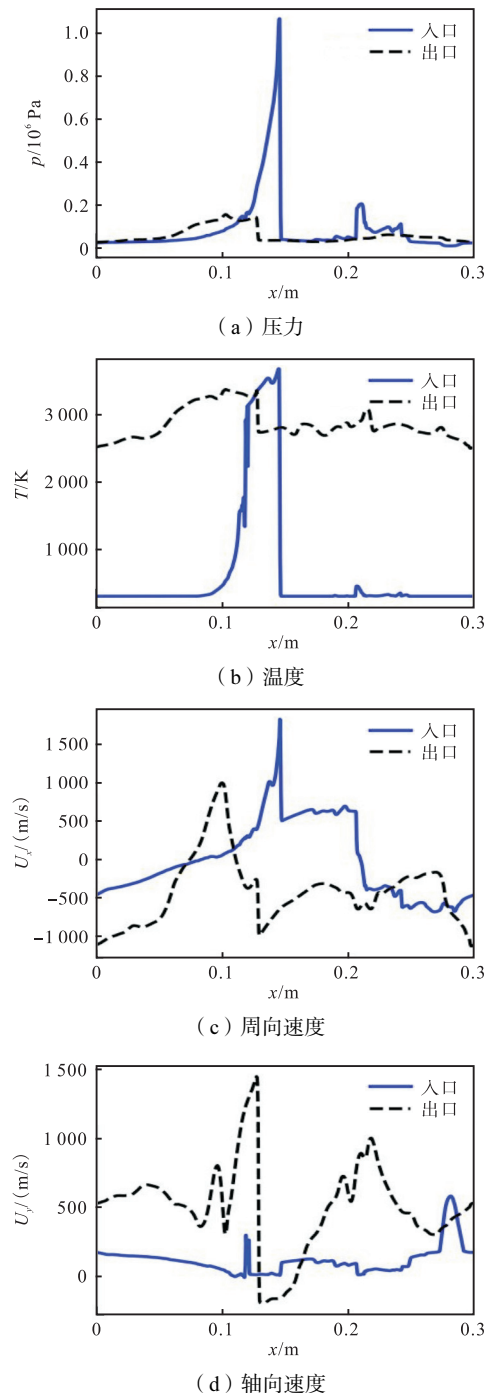 1.0
0.8
0.6
0.4
0.2
0
p/10⁶ Pa
入口
出口
0 0.1 0.2 0.3
x/m
（a）压力
3 000
2 000
1 000
T/K
入口
出口
0 0.1 0.2 0.3
x/m
（b）温度
1 500
1 000
500
0
−500
−1 000
Uₓ/(m/s)
入口
出口
0 0.1 0.2 0.3
x/m
（c）周向速度
1 500
1 000
500
0
U_y/(m/s)
入口
出口
0 0.1 0.2 0.3
x/m
（d）轴向速度